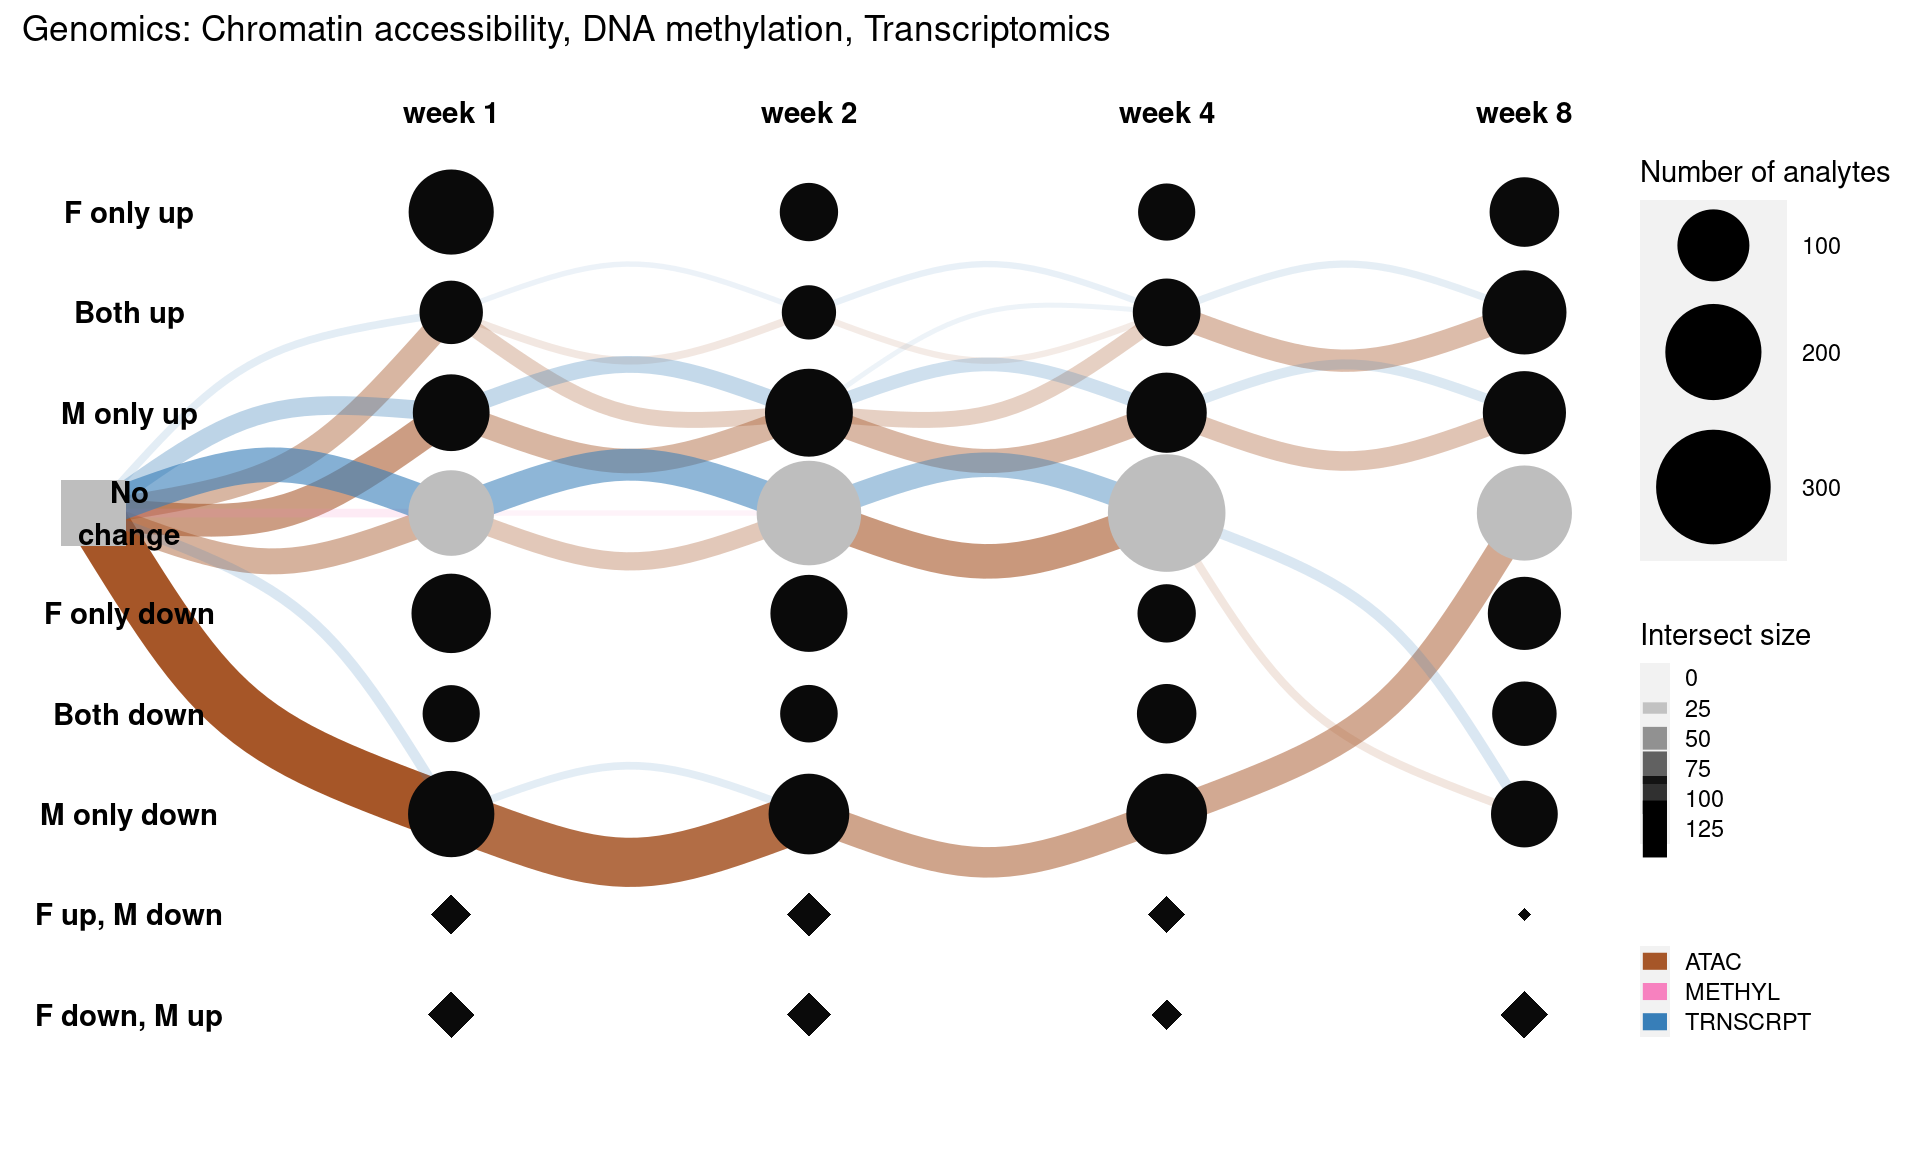 Genomics: Chromatin accessibility, DNA methylation, Transcriptomics
week 1
week 2
week 4
week 8
F only up
Both up
M only up
No
change
F only down
Both down
M only down
F up, M down
F down, M up
Number of analytes
100
200
300
Intersect size
0
25
50
75
100
125
ATAC
METHYL
TRNSCRPT